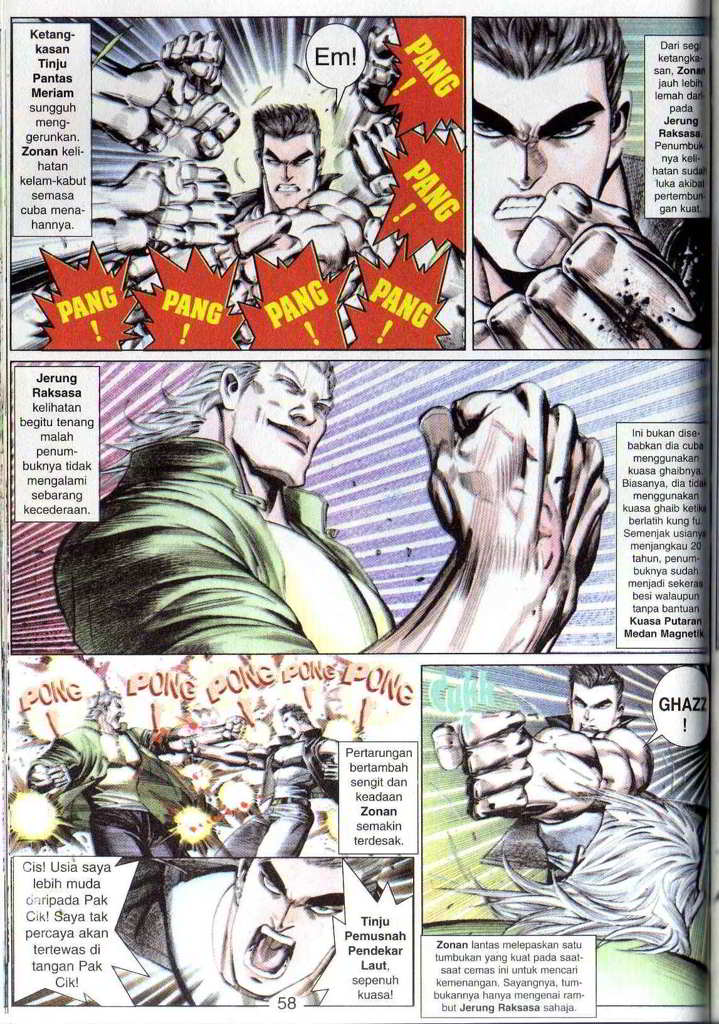 Ketang-
kasan
Tinju
Pantas
Meriam
sungguh
meng-
gerunkan.
Zonan keli-
hatan
kelam-kabut
semasa
cuba mena-
hannya.
Em!
PANG
!
PANG
!
PANG
!
PANG
!
PANG
!
PANG
!
Dari segi
ketangka-
san, Zonan
jauh lebih
lemah dari-
pada
Jerung
Raksasa.
Penumbuk-
nya keli-
hatan sudah
luka akibat
pertembun-
gan kuat.
Jerung
Raksasa
kelihatan
begitu tenang
malah
penum-
buknya tidak
mengalami
sebarang
kecederaan.
Ini bukan dise-
babkan dia cuba
menggunakan
kuasa ghaibnya.
Biasanya, dia tidak
menggunakan
kuasa ghaib ketika
berlatih kung fu.
Semenjak usianya
menjangkau 20
tahun, penum-
buknya sudah
menjadi sekeras
besi walaupun
tanpa bantuan
Kuasa Putaran
Medan Magnetik.
PONG
!
PONG
!
PONG
!
PONG
!
PONG
!
Pertarungan
bertambah
sengit dan
keadaan
Zonan
semakin
terdesak.
GHAZZ
!
Cis! Usia saya
lebih muda
daripada Pak
Cik! Saya tak
percaya akan
tertewas di
tangan Pak
Cik!
Tinju
Pemusnah
Pendekar
Laut,
sepenuh
kuasa!
Zonan lantas melepaskan satu
tumbukan yang kuat pada saat-
saat cemas ini untuk mencari
kemenangan. Sayangnya, tum-
bukannya hanya mengenai ram-
but Jerung Raksasa sahaja.
58